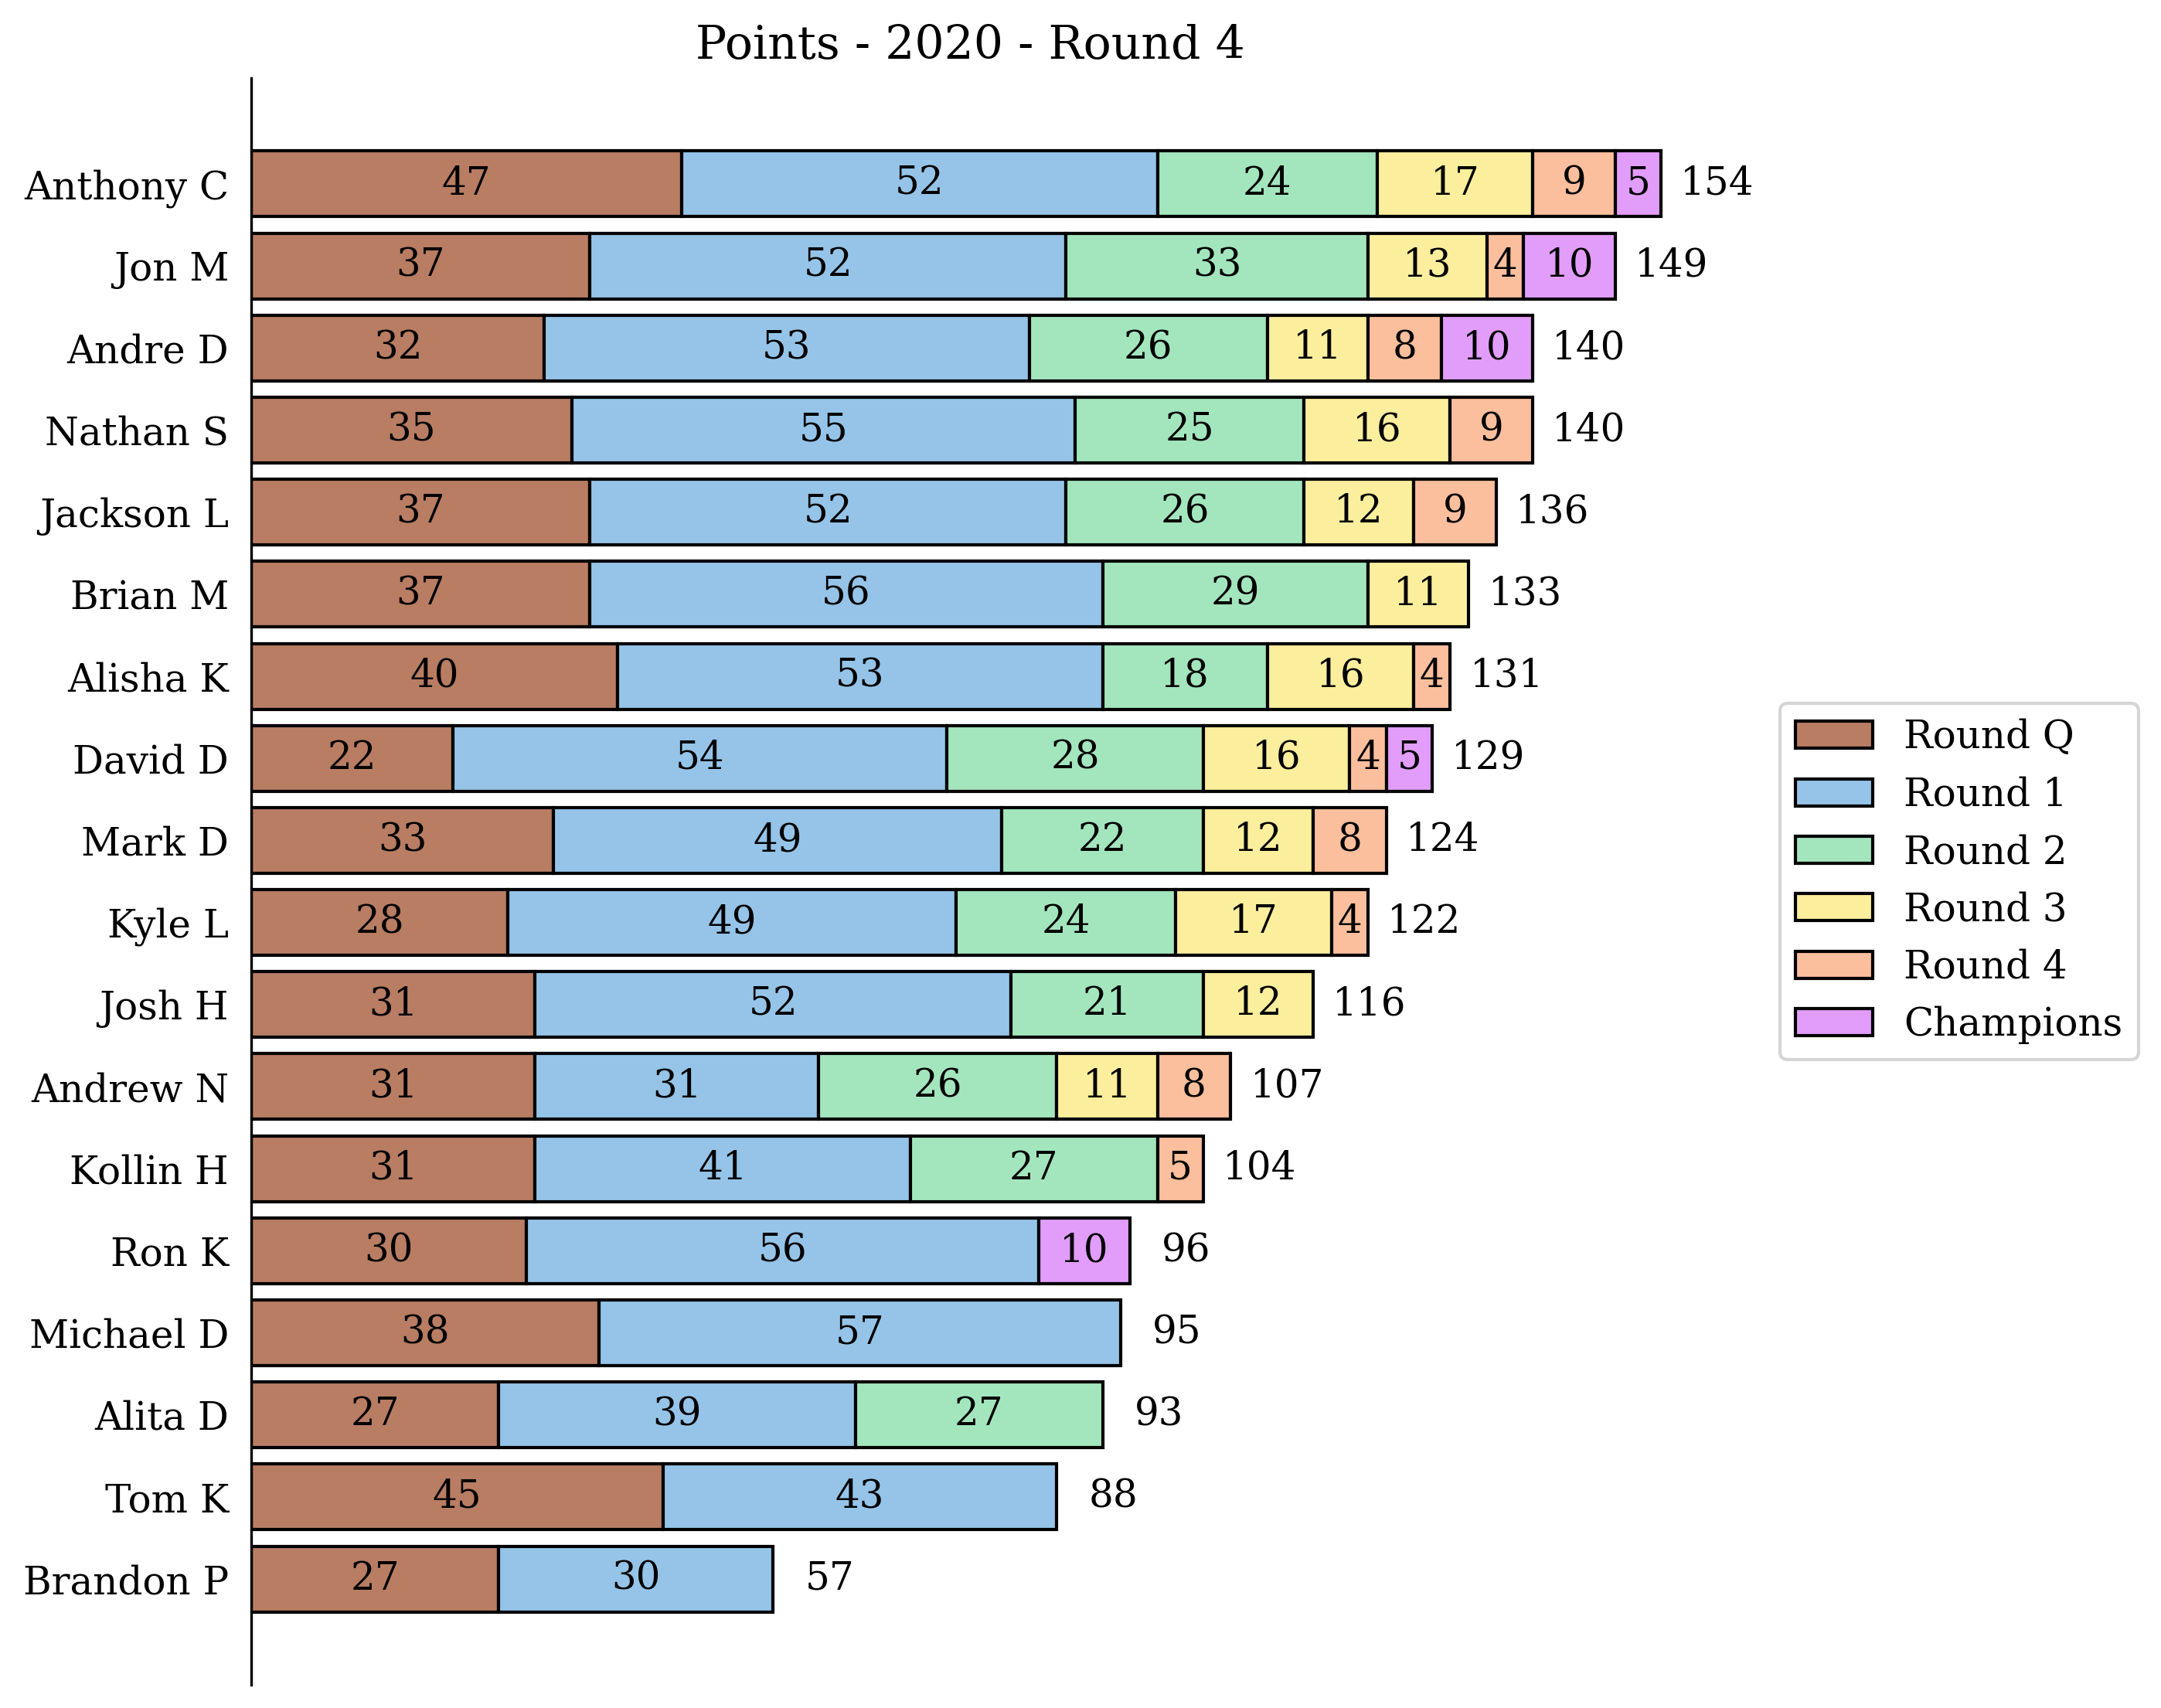 Points - 2020 - Round 4
Anthony C 47 52 24 17 9 5 154
Jon M 37 52 33 13 4 10 149
Andre D 32 53 26 11 8 10 140
Nathan S 35 55 25 16 9 140
Jackson L 37 52 26 12 9 136
Brian M 37 56 29 11 133
Alisha K 40 53 18 16 4 131
David D 22 54 28 16 4 5 129
Mark D 33 49 22 12 8 124
Kyle L 28 49 24 17 4 122
Josh H 31 52 21 12 116
Andrew N 31 31 26 11 8 107
Kollin H 31 41 27 5 104
Ron K 30 56 10 96
Michael D 38 57 95
Alita D 27 39 27 93
Tom K 45 43 88
Brandon P 27 30 57
Round Q
Round 1
Round 2
Round 3
Round 4
Champions